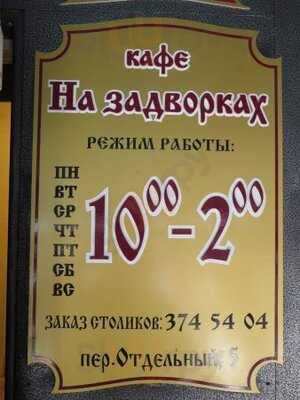 кафе
На задворках
РЕЖИМ РАБОТЫ:
ПН
ВТ
СР
ЧТ
ПТ
СБ
ВС
10⁰⁰-2⁰⁰
ЗАКАЗ СТОЛИКОВ: 374 54 04
пер.Отдельный, 5